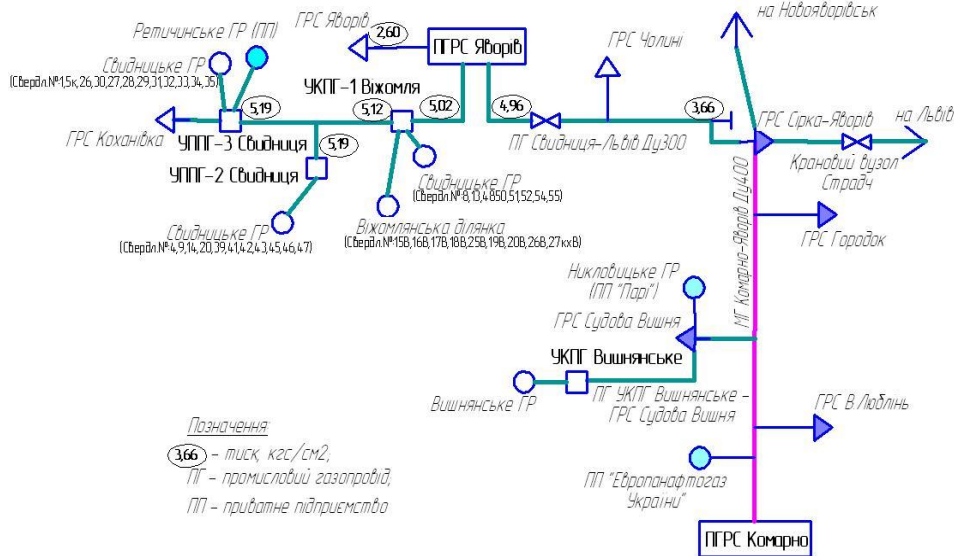 на Новояворівськ
ГРС Яворів
2,60
ПГРС Яворів
ГРС Чолині
Ретичинське ГР (ПП)
Свидницьке ГР
(Свердл.№1,5к,26,30,27,28,29,31,32,33,34,35)
УКПГ-1 Віжомля
5,19
5,12
5,02
4,96
3,66
ГРС Сірка-Яворів
на Львів
ГРС Коханівка
УППГ-3 Свидниця
5,19
ПГ Свидниця-Львів Ду300
Крановий вузол
Страдч
УППГ-2 Свидниця
Свидницьке ГР
(Свердл.№8,13,4850,51,52,54,55)
МГ Комарно-Яворів Ду400
Свидницьке ГР
(Свердл.№4,9,14,20,39,41,42,43,45,46,47)
Віжомлянська ділянка
(Свердл.№15В,16В,17В,18В,25В,19В,20В,26В,27кхВ)
ГРС Городок
Никловицьке ГР
(ПП "Парі")
ГРС Судова Вишня
УКПГ Вишнянське
Вишнянське ГР
ПГ УКПГ Вишнянське –
ГРС Судова Вишня
ГРС В.Люблінь
Позначення:
3,66 – тиск, кгс/см2;
ПГ – промисловий газопровід;
ПП – приватне підприємство
ПП "Европанафтогаз
України"
ПГРС Комарно